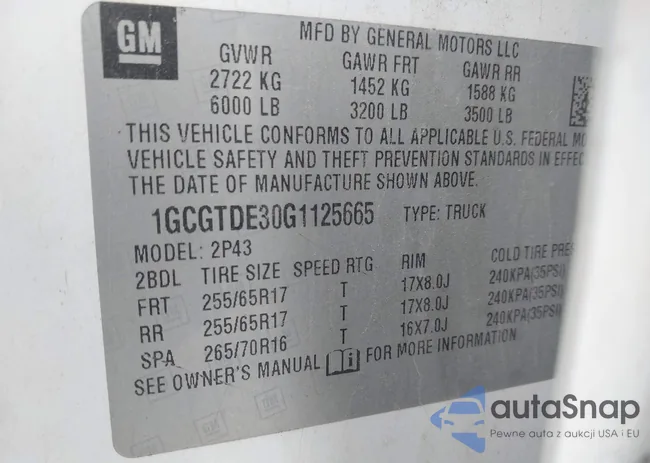 GM
MFD BY GENERAL MOTORS LLC
GVWR GAWR FRT GAWR RR
2722 KG 1452 KG 1588 KG
6000 LB 3200 LB 3500 LB
THIS VEHICLE CONFORMS TO ALL APPLICABLE U.S. FEDERAL MO
VEHICLE SAFETY AND THEFT PREVENTION STANDARDS IN EFFEC
THE DATE OF MANUFACTURE SHOWN ABOVE.
1GCGTDE30G1125665 TYPE: TRUCK
MODEL: 2P43
2BDL TIRE SIZE SPEED RTG RIM COLD TIRE PRES
FRT 255/65R17 T 17X8.0J 240KPA(35PSI)
RR 255/65R17 T 17X8.0J 240KPA(35PSI)
SPA 265/70R16 T 16X7.0J 240KPA(35PSI)
SEE OWNER'S MANUAL FOR MORE INFORMATION
autaSnap
Pewne auta z aukcji USA i EU